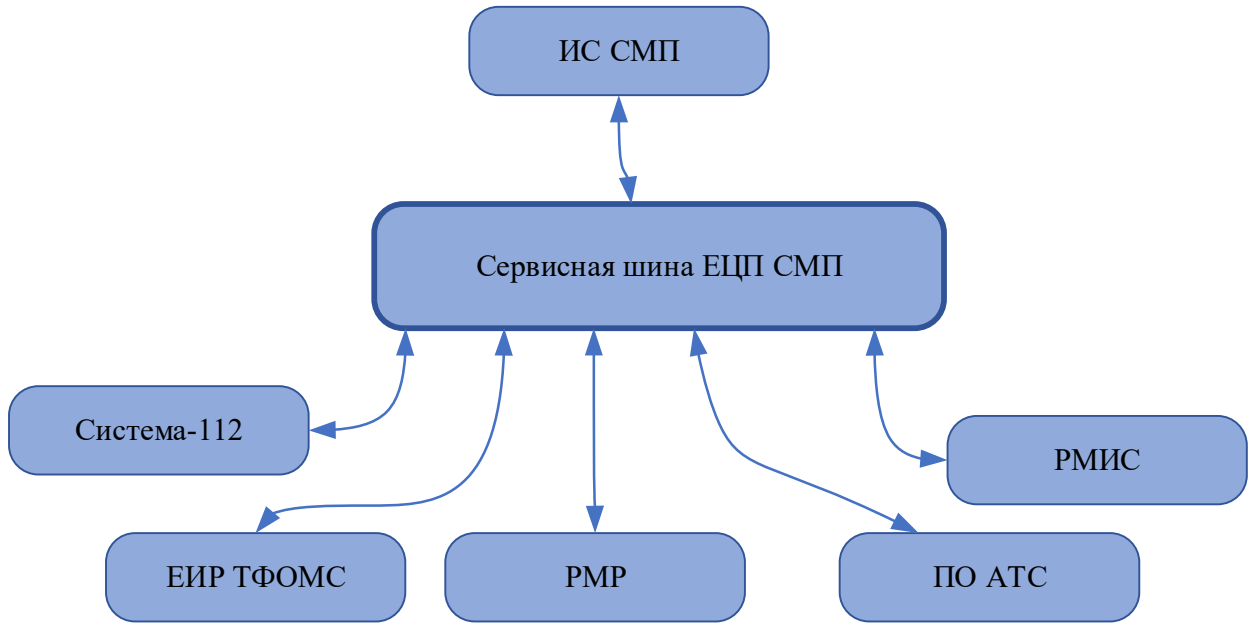 ИС СМП
Сервисная шина ЕЦП СМП
Система-112
РМИС
ЕИР ТФОМС
РМР
ПО АТС